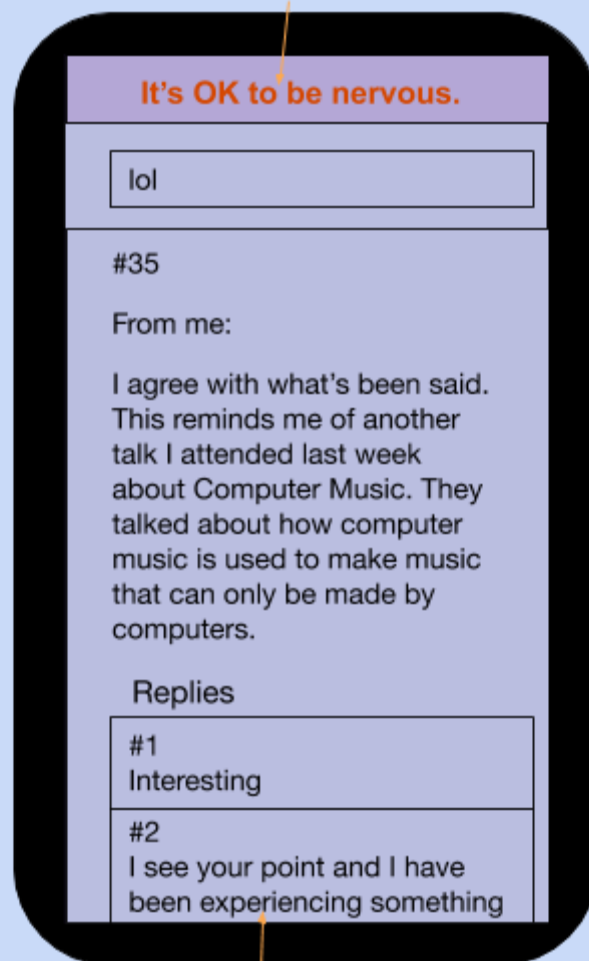 It's OK to be nervous.
lol
#35
From me:
I agree with what's been said.
This reminds me of another
talk I attended last week
about Computer Music. They
talked about how computer
music is used to make music
that can only be made by
computers.
Replies
#1
Interesting
#2
I see your point and I have
been experiencing something